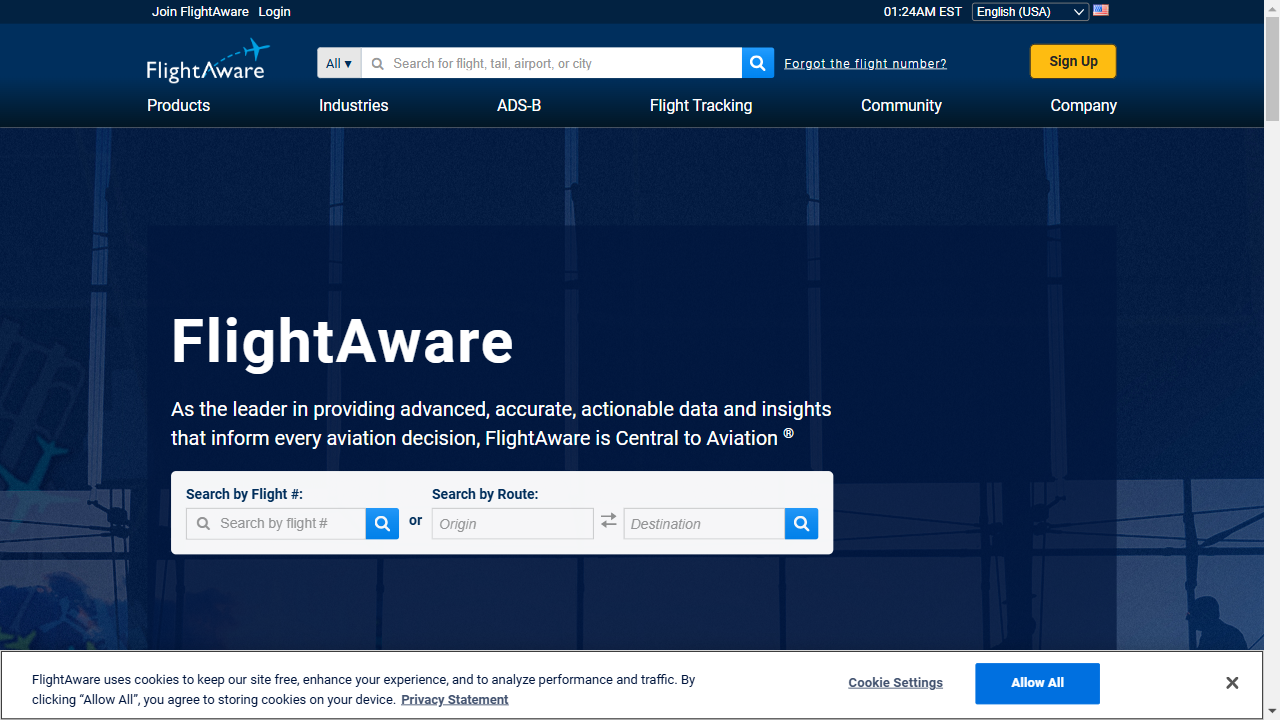 Join FlightAware Login
01:24AM EST English (USA)
FlightAware
All ▾ Search for flight, tail, airport, or city
Forgot the flight number?
Sign Up
Products Industries ADS-B Flight Tracking Community Company
FlightAware
As the leader in providing advanced, accurate, actionable data and insights
that inform every aviation decision, FlightAware is Central to Aviation ®
Search by Flight #: Search by Route:
Search by flight # or Origin Destination
FlightAware uses cookies to keep our site free, enhance your experience, and to analyze performance and traffic. By
clicking “Allow All”, you agree to storing cookies on your device. Privacy Statement
Cookie Settings
Allow All